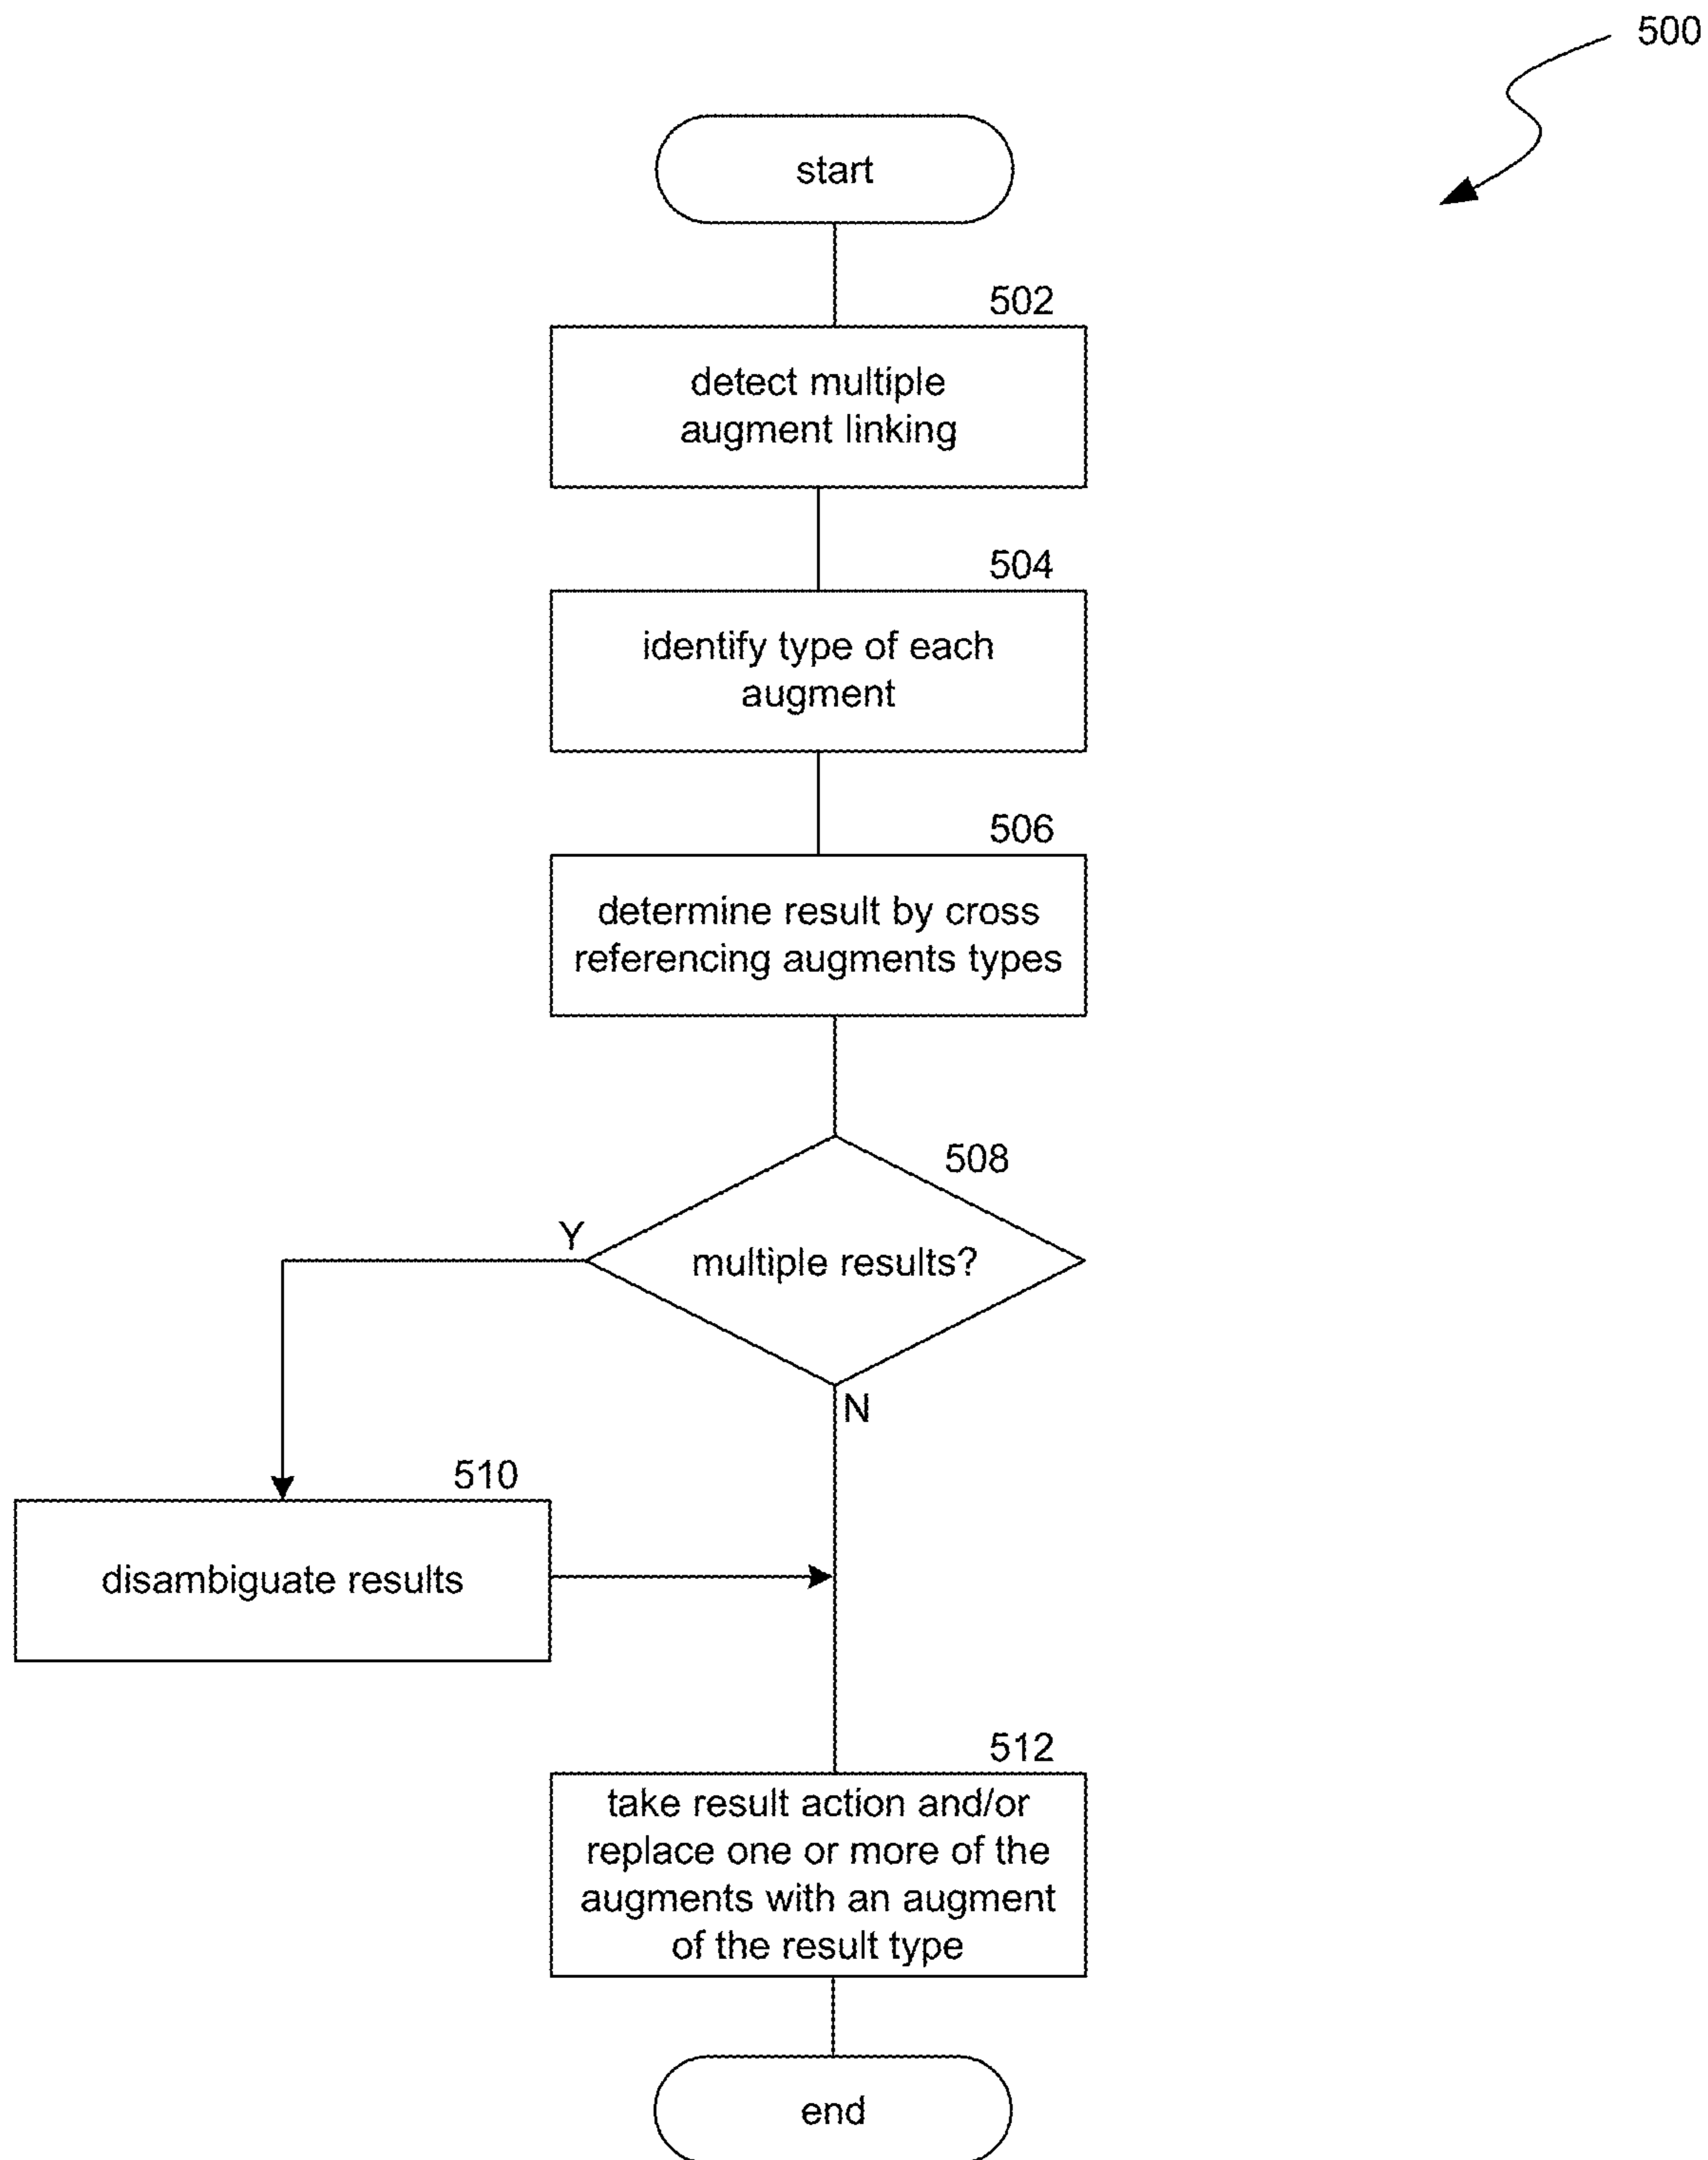 500
start
502
detect multiple
augment linking
504
identify type of each
augment
506
determine result by cross
referencing augments types
508
Y
multiple results?
N
510
disambiguate results
512
take result action and/or
replace one or more of the
augments with an augment
of the result type
end